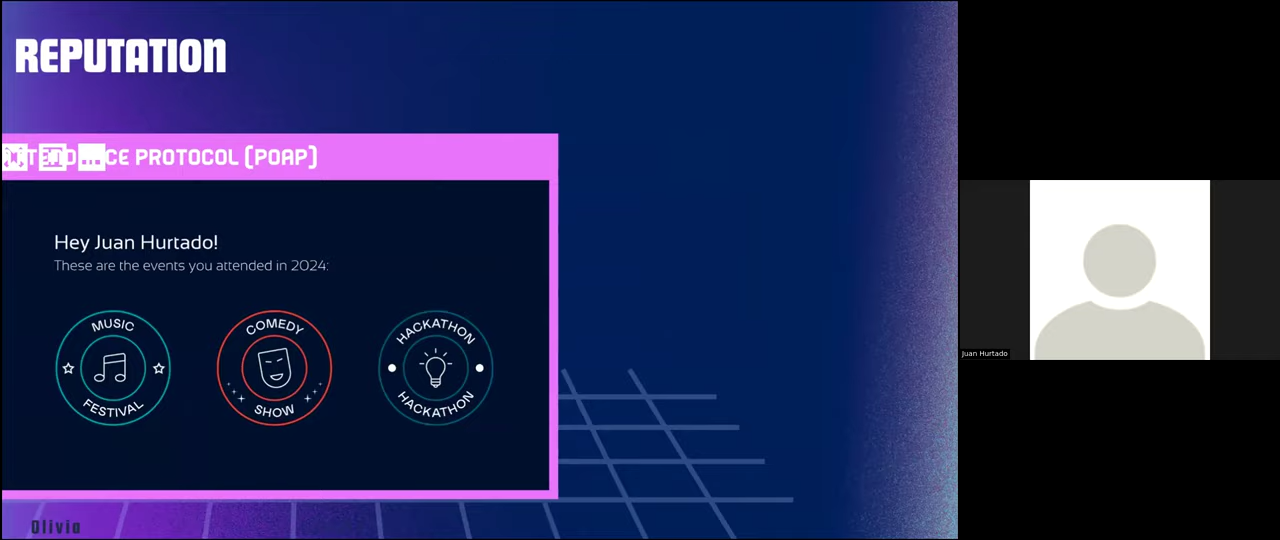 REPUTATION
CE PROTOCOL (POAP)
Hey Juan Hurtado!
These are the events you attended in 2024:
MUSIC
FESTIVAL
COMEDY
SHOW
HACKATHON
HACKATHON
Juan Hurtado
Olivia